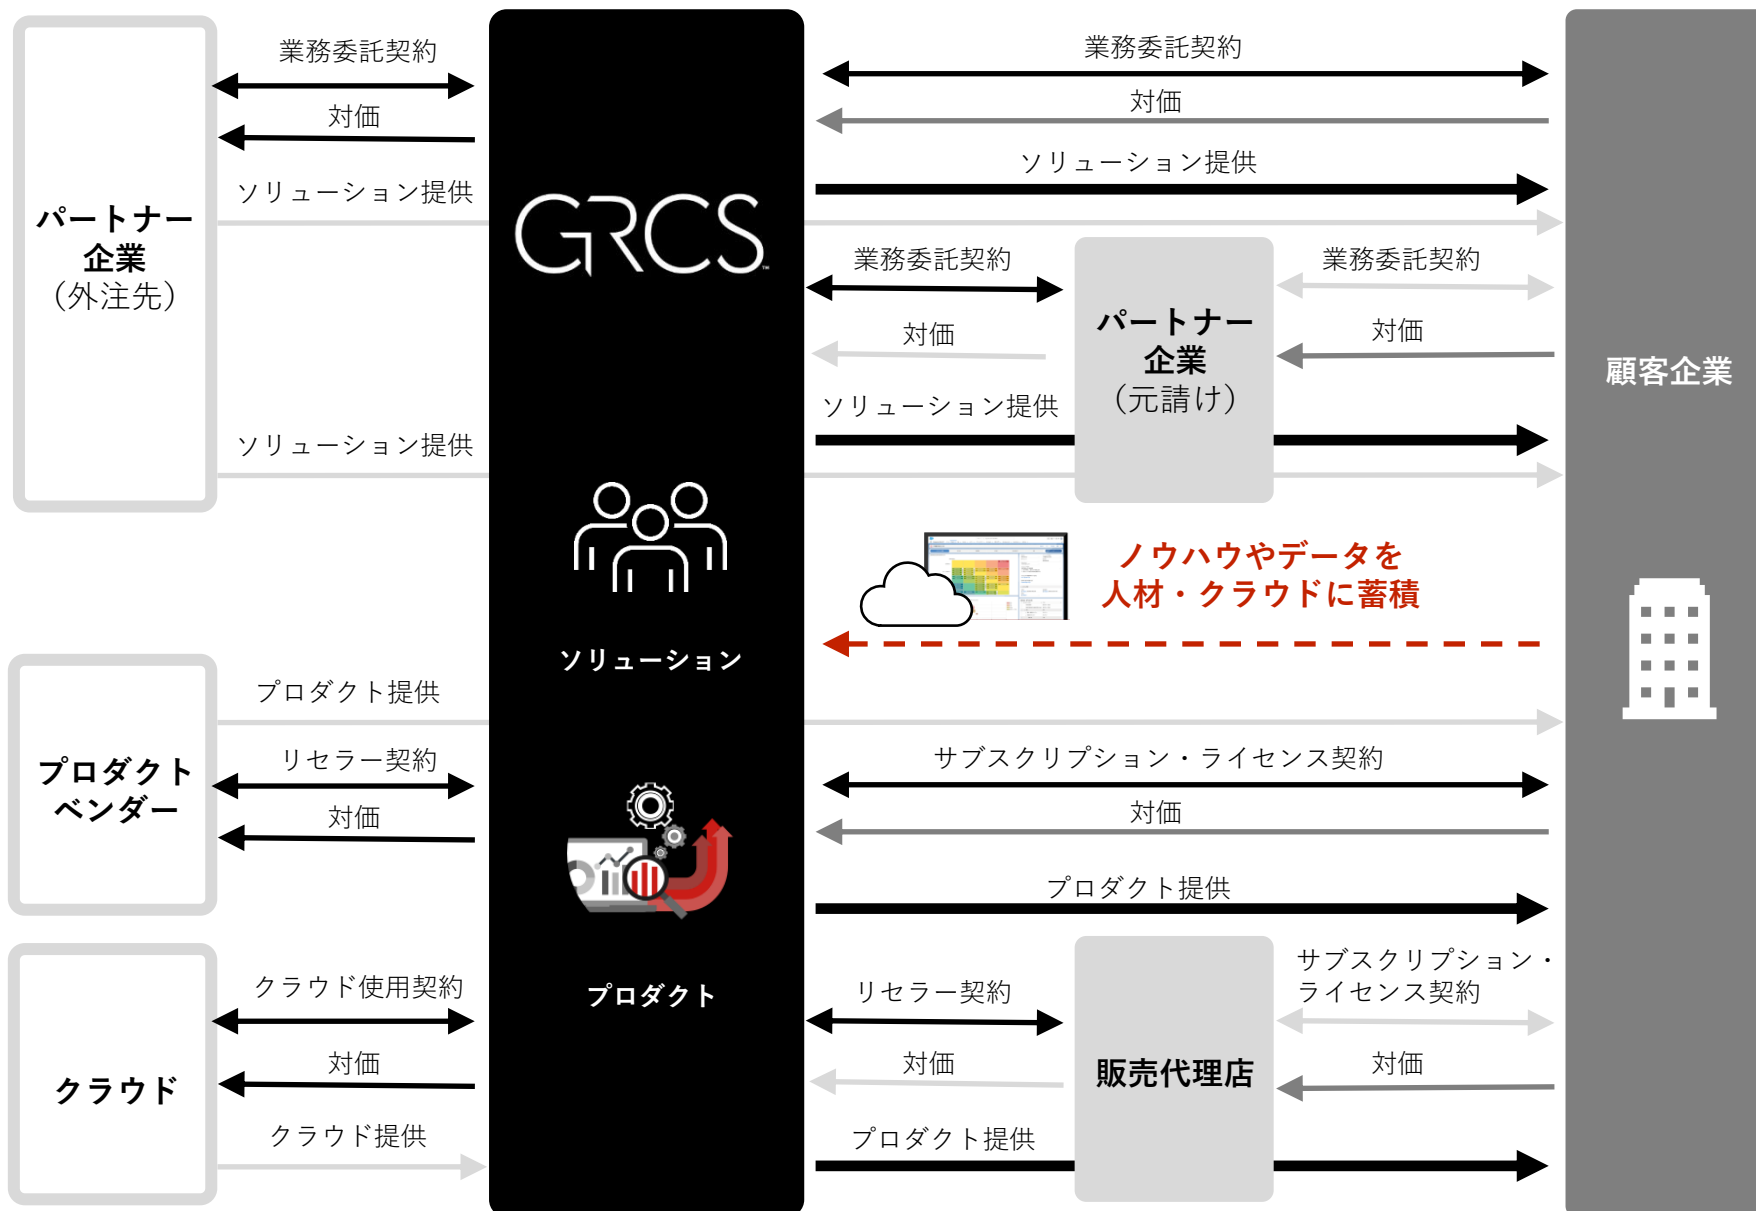 業務委託契約
対価
ソリューション提供
パートナー
企業
（外注先）
ソリューション提供
GRCS
業務委託契約
対価
ソリューション提供
業務委託契約
対価
ソリューション提供
パートナー
企業
（元請け）
業務委託契約
対価
顧客企業
ソリューション
ノウハウやデータを
人材・クラウドに蓄積
プロダクト提供
リセラー契約
対価
プロダクト
ベンダー
サブスクリプション・ライセンス契約
対価
プロダクト提供
プロダクト
クラウド使用契約
対価
クラウド提供
クラウド
リセラー契約
対価
プロダクト提供
販売代理店
サブスクリプション・
ライセンス契約
対価